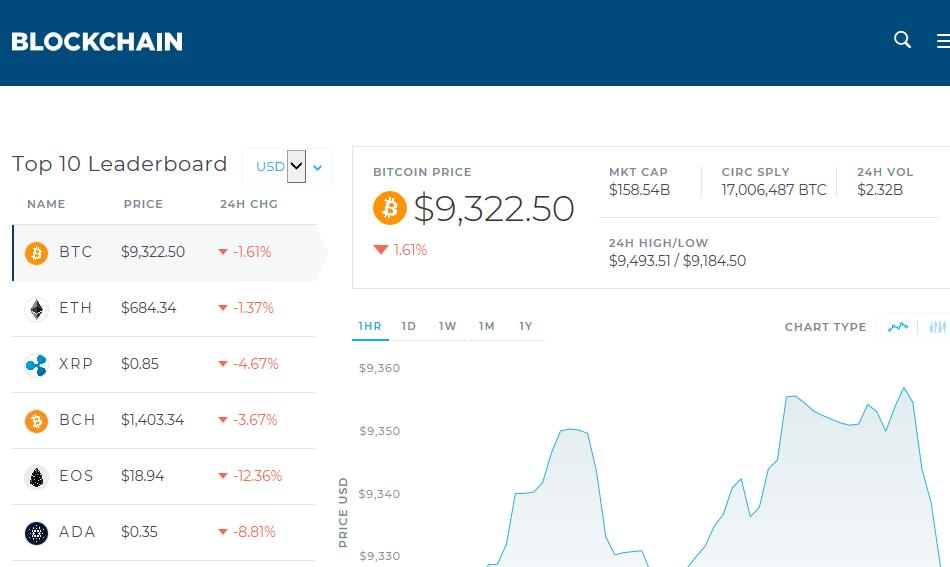 BLOCKCHAIN
Top 10 Leaderboard
USD
NAME PRICE 24H CHG
BTC $9,322.50 -1.61%
ETH $684.34 -1.37%
XRP $0.85 -4.67%
BCH $1,403.34 -3.67%
EOS $18.94 -12.36%
ADA $0.35 -8.81%
BITCOIN PRICE
$9,322.50
1.61%
MKT CAP
$158.54B
CIRC SPLY
17,006,487 BTC
24H VOL
$2.32B
24H HIGH/LOW
$9,493.51 / $9,184.50
1HR 1D 1W 1M 1Y
CHART TYPE
PRICE USD
$9,360
$9,350
$9,340
$9,330